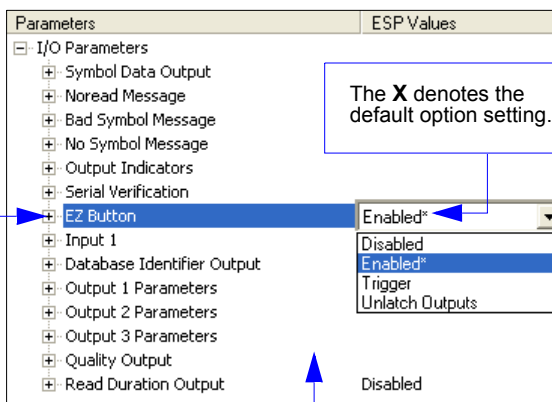 Parameters ESP Values
I/O Parameters
Symbol Data Output
Noread Message
Bad Symbol Message
No Symbol Message
Output Indicators
Serial Verification
EZ Button Enabled*
Input 1
Database Identifier Output
Output 1 Parameters
Output 2 Parameters
Output 3 Parameters
Quality Output
Read Duration Output Disabled
The X denotes the
default option setting.
Disabled
Enabled*
Trigger
Unlatch Outputs